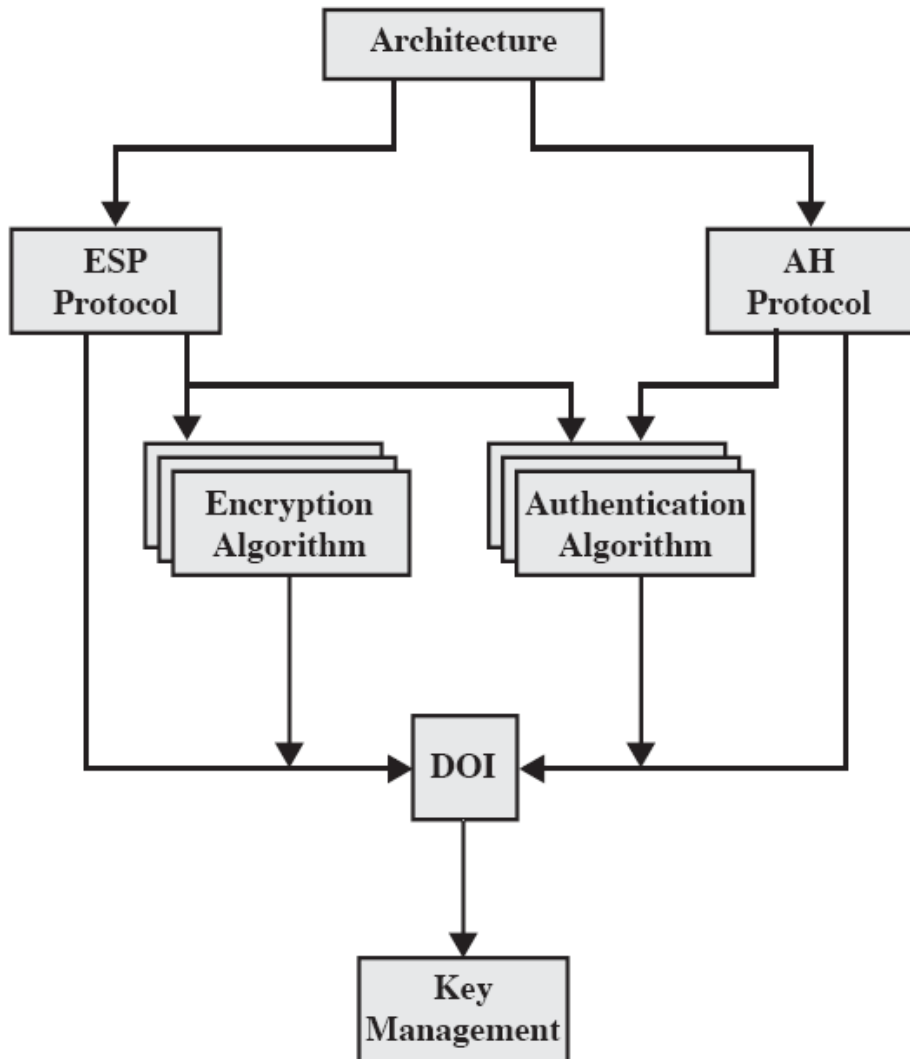 Architecture
ESP
Protocol
AH
Protocol
Encryption
Algorithm
Authentication
Algorithm
DOI
Key
Management